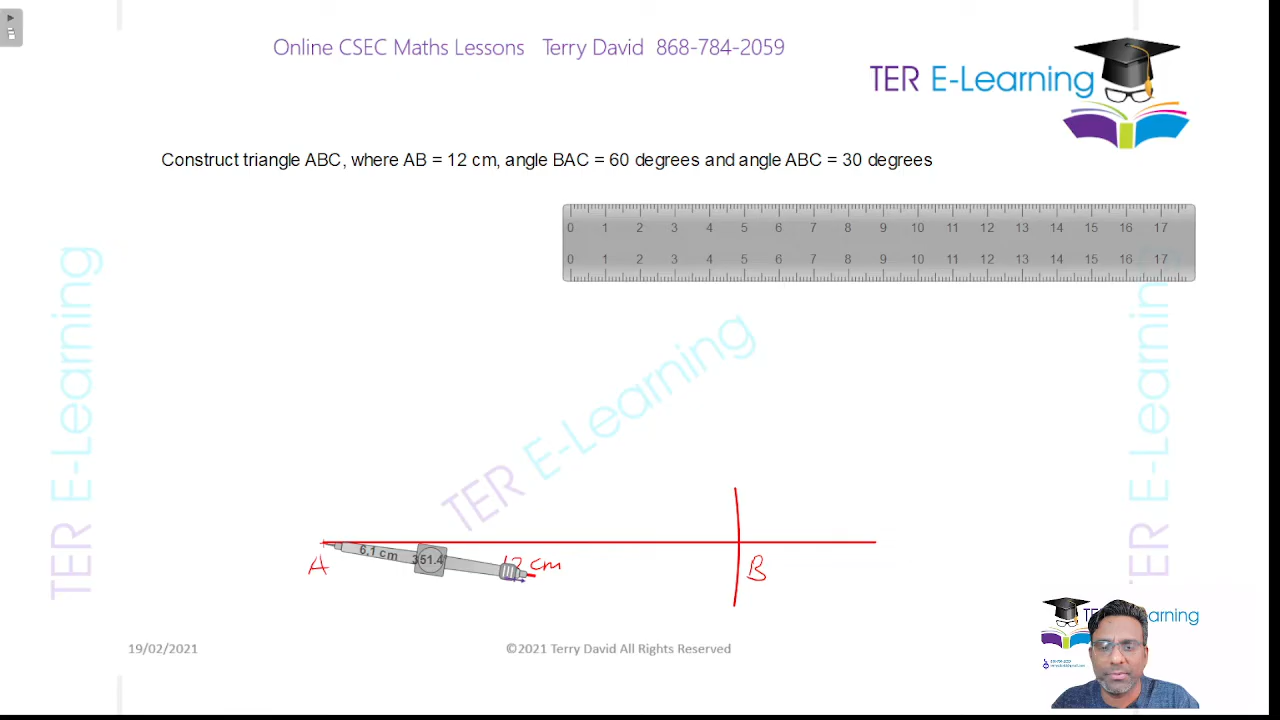 Online CSEC Maths Lessons   Terry David  868-784-2059
TER E-Learning
Construct triangle ABC, where AB = 12 cm, angle BAC = 60 degrees and angle ABC = 30 degrees
0 1 2 3 4 5 6 7 8 9 10 11 12 13 14 15 16 17
0 1 2 3 4 5 6 7 8 9 10 11 12 13 14 15 16 17
TER E-Learning
TER E-Learning
TER E-Learning
6,1 cm
351.4
A
12 cm
B
19/02/2021
©2021 Terry David All Rights Reserved